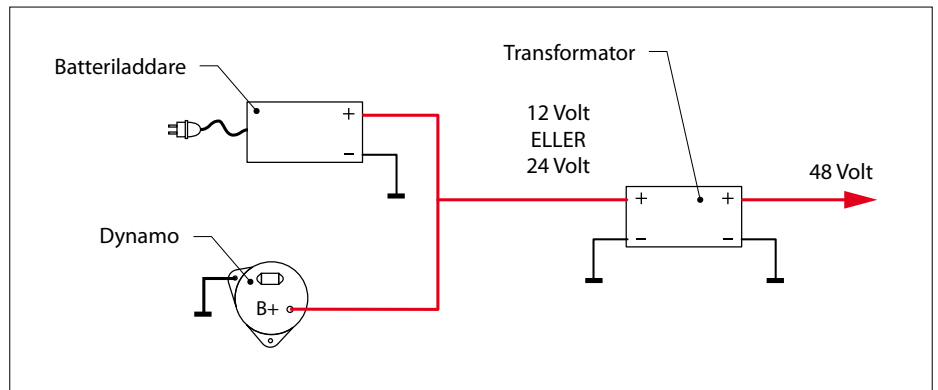 Batteriladdare
+
–
Dynamo
B+
Transformator
12 Volt
ELLER
24 Volt
48 Volt
+ +
– –